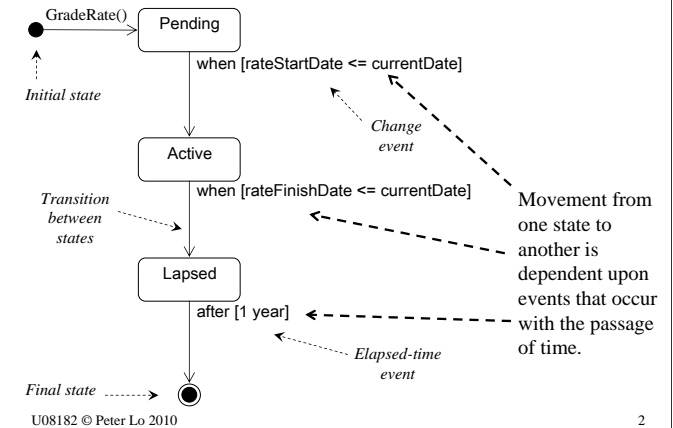 GradeRate()
Pending
Initial state
when [rateStartDate <= currentDate]
Change
event
Active
when [rateFinishDate <= currentDate]
Transition
between
states
Movement from
one state to
another is
dependent upon
events that occur
with the passage
of time.
Lapsed
after [1 year]
Elapsed-time
event
Final state
U08182 © Peter Lo 2010
2